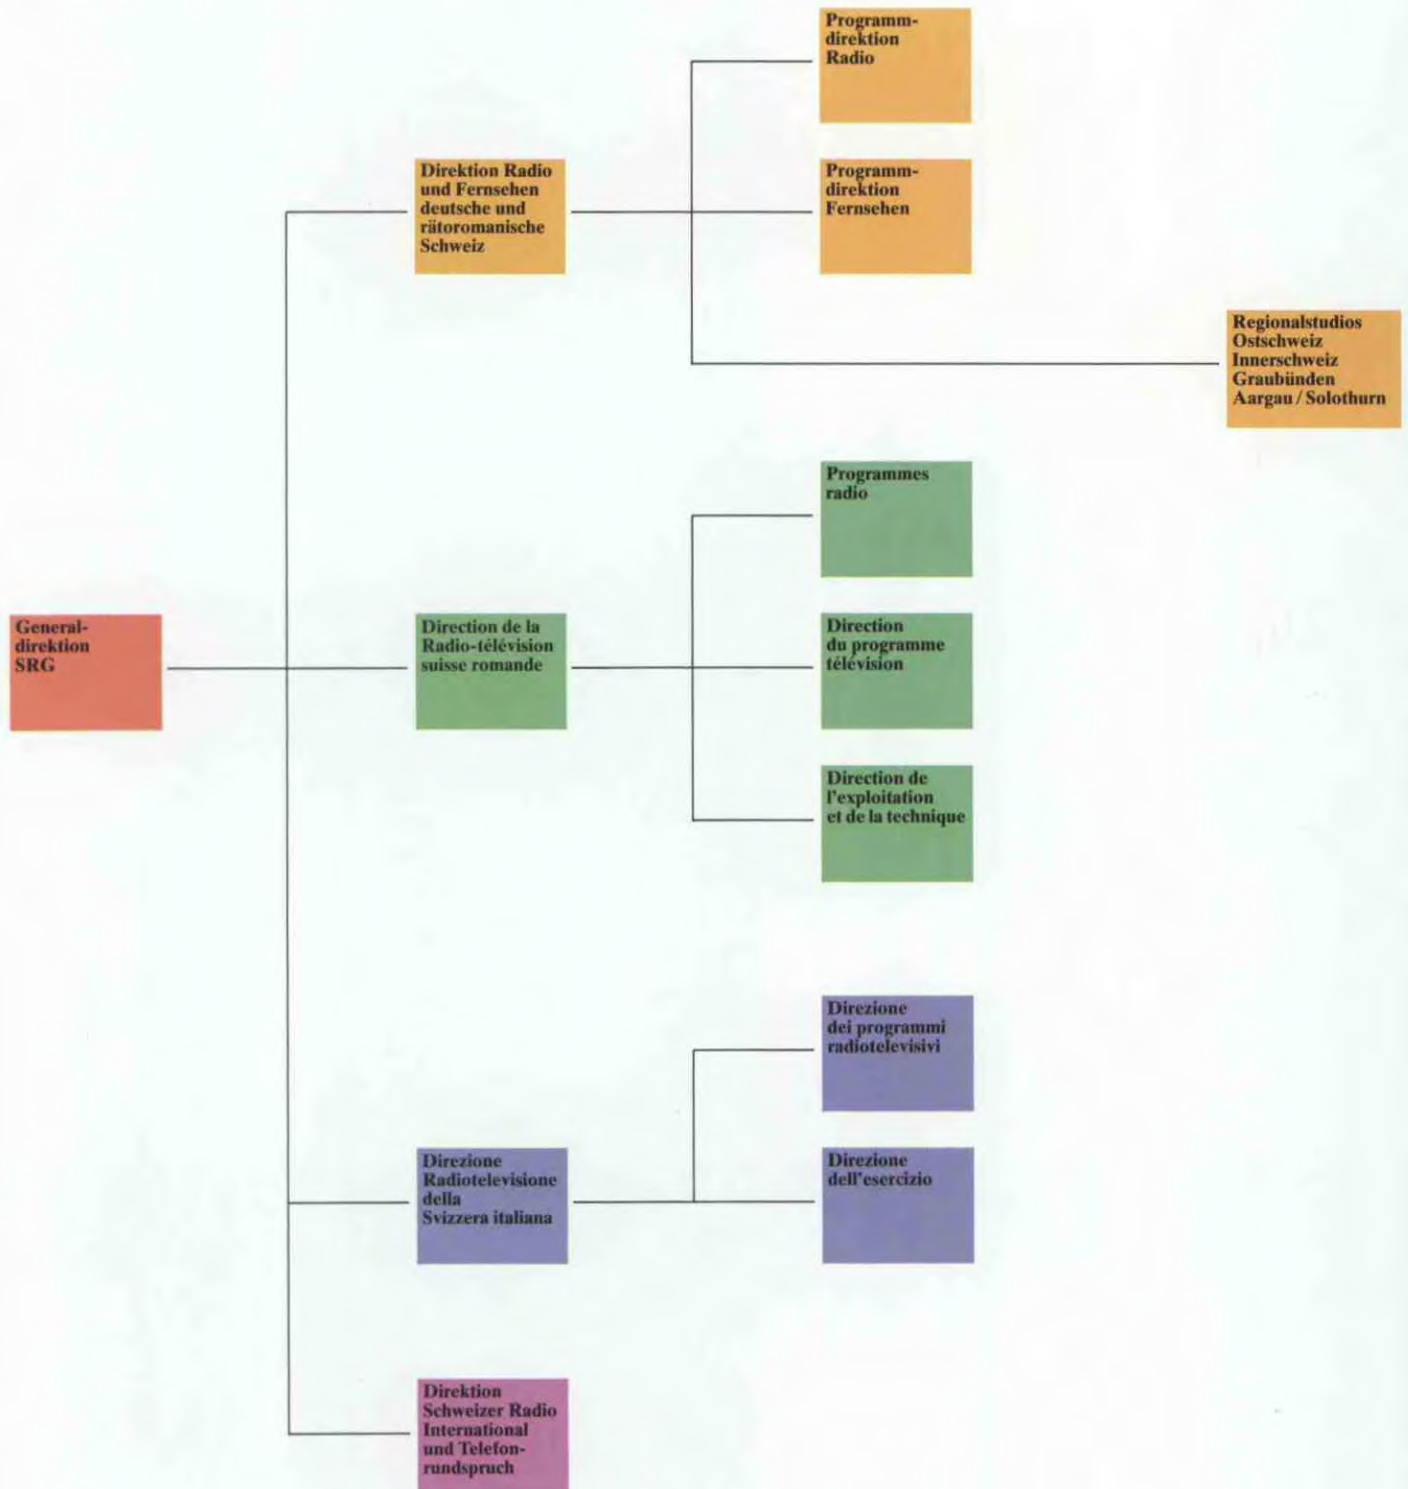 Programm-
direktion
Radio
Direktion Radio
und Fernsehen
deutsche und
rätoromanische
Schweiz
Programm-
direktion
Fernsehen
Regionalstudios
Ostschweiz
Innerschweiz
Graubünden
Aargau / Solothurn
Programmes
radio
General-
direktion
SRG
Direction de la
Radio-télévision
suisse romande
Direction
du programme
télévision
Direction de
l'exploitation
et de la technique
Direzione
dei programmi
radiotelevisivi
Direzione
Radiotelevisione
della
Svizzera italiana
Direzione
dell'esercizio
Direktion
Schweizer Radio
International
und Telefon-
rundspruch